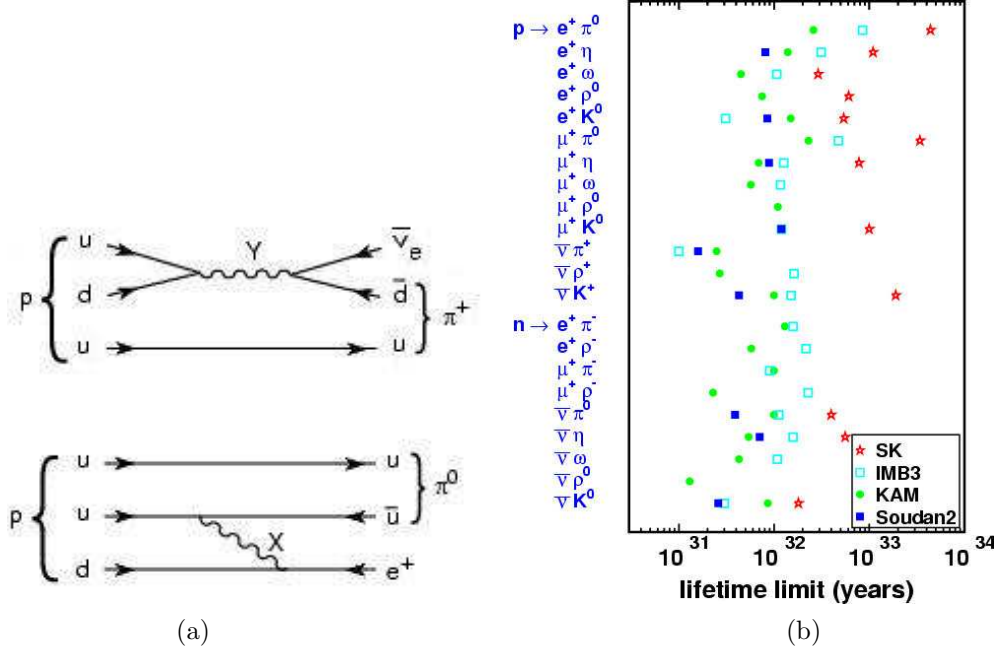 u
d
u
p
Y
ν̅e
d̅
u
π+
u
u
d
p
X
u
u̅
e+
π0
(a)
p → e+ π0
e+ η
e+ ω
e+ ρ0
e+ K0
μ+ π0
μ+ η
μ+ ω
μ+ ρ0
μ+ K0
ν̅ π+
ν̅ ρ+
ν̅ K+
n → e+ π-
e+ ρ-
μ+ π-
μ+ ρ-
ν̅ π0
ν̅ η
ν̅ ω
ν̅ ρ0
ν̅ K0
SK
IMB3
KAM
Soudan2
10 31 10 32 10 33 10 34
lifetime limit (years)
(b)